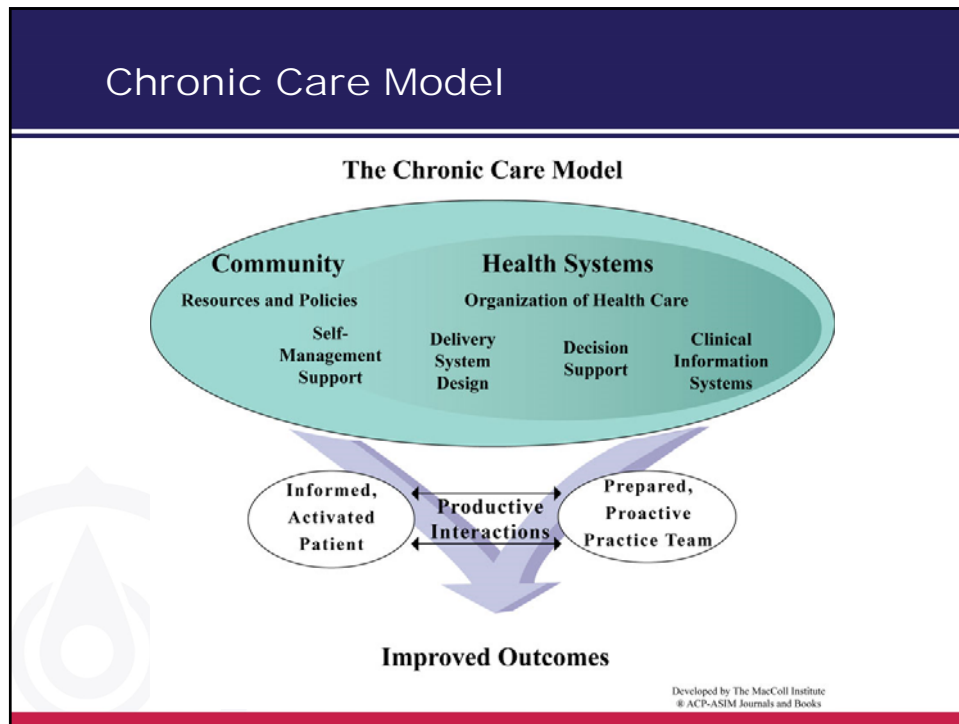 Chronic Care Model
The Chronic Care Model
Community
Health Systems
Resources and Policies
Organization of Health Care
Self-
Management
Support
Delivery
System
Design
Decision
Support
Clinical
Information
Systems
Informed,
Activated
Patient
Productive
Interactions
Prepared,
Proactive
Practice Team
Improved Outcomes
Developed by The MacColl Institute
® ACP-ASIM Journals and Books